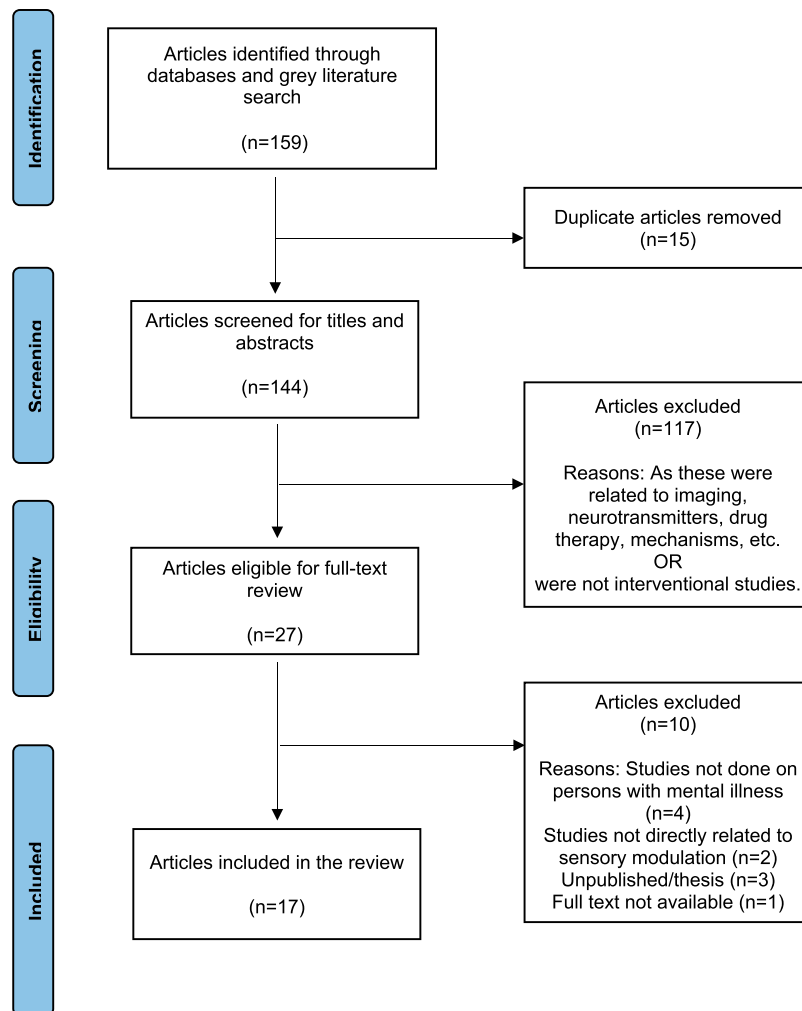 Identification
Articles identified through
databases and grey literature
search
(n=159)
Duplicate articles removed
(n=15)
Screening
Articles screened for titles and
abstracts
(n=144)
Articles excluded
(n=117)
Reasons: As these were
related to imaging,
neurotransmitters, drug
therapy, mechanisms, etc.
OR
were not interventional studies.
Eligibility
Articles eligible for full-text
review
(n=27)
Articles excluded
(n=10)
Reasons: Studies not done on
persons with mental illness
(n=4)
Studies not directly related to
sensory modulation (n=2)
Unpublished/thesis (n=3)
Full text not available (n=1)
Included
Articles included in the review
(n=17)